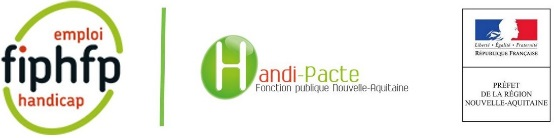 emploi
fiphfp
handicap
Handi-Pacte
Fonction publique Nouvelle-Aquitaine
Liberté • Égalité • Fraternité
RÉPUBLIQUE FRANÇAISE
PRÉFET
DE LA RÉGION
NOUVELLE-AQUITAINE